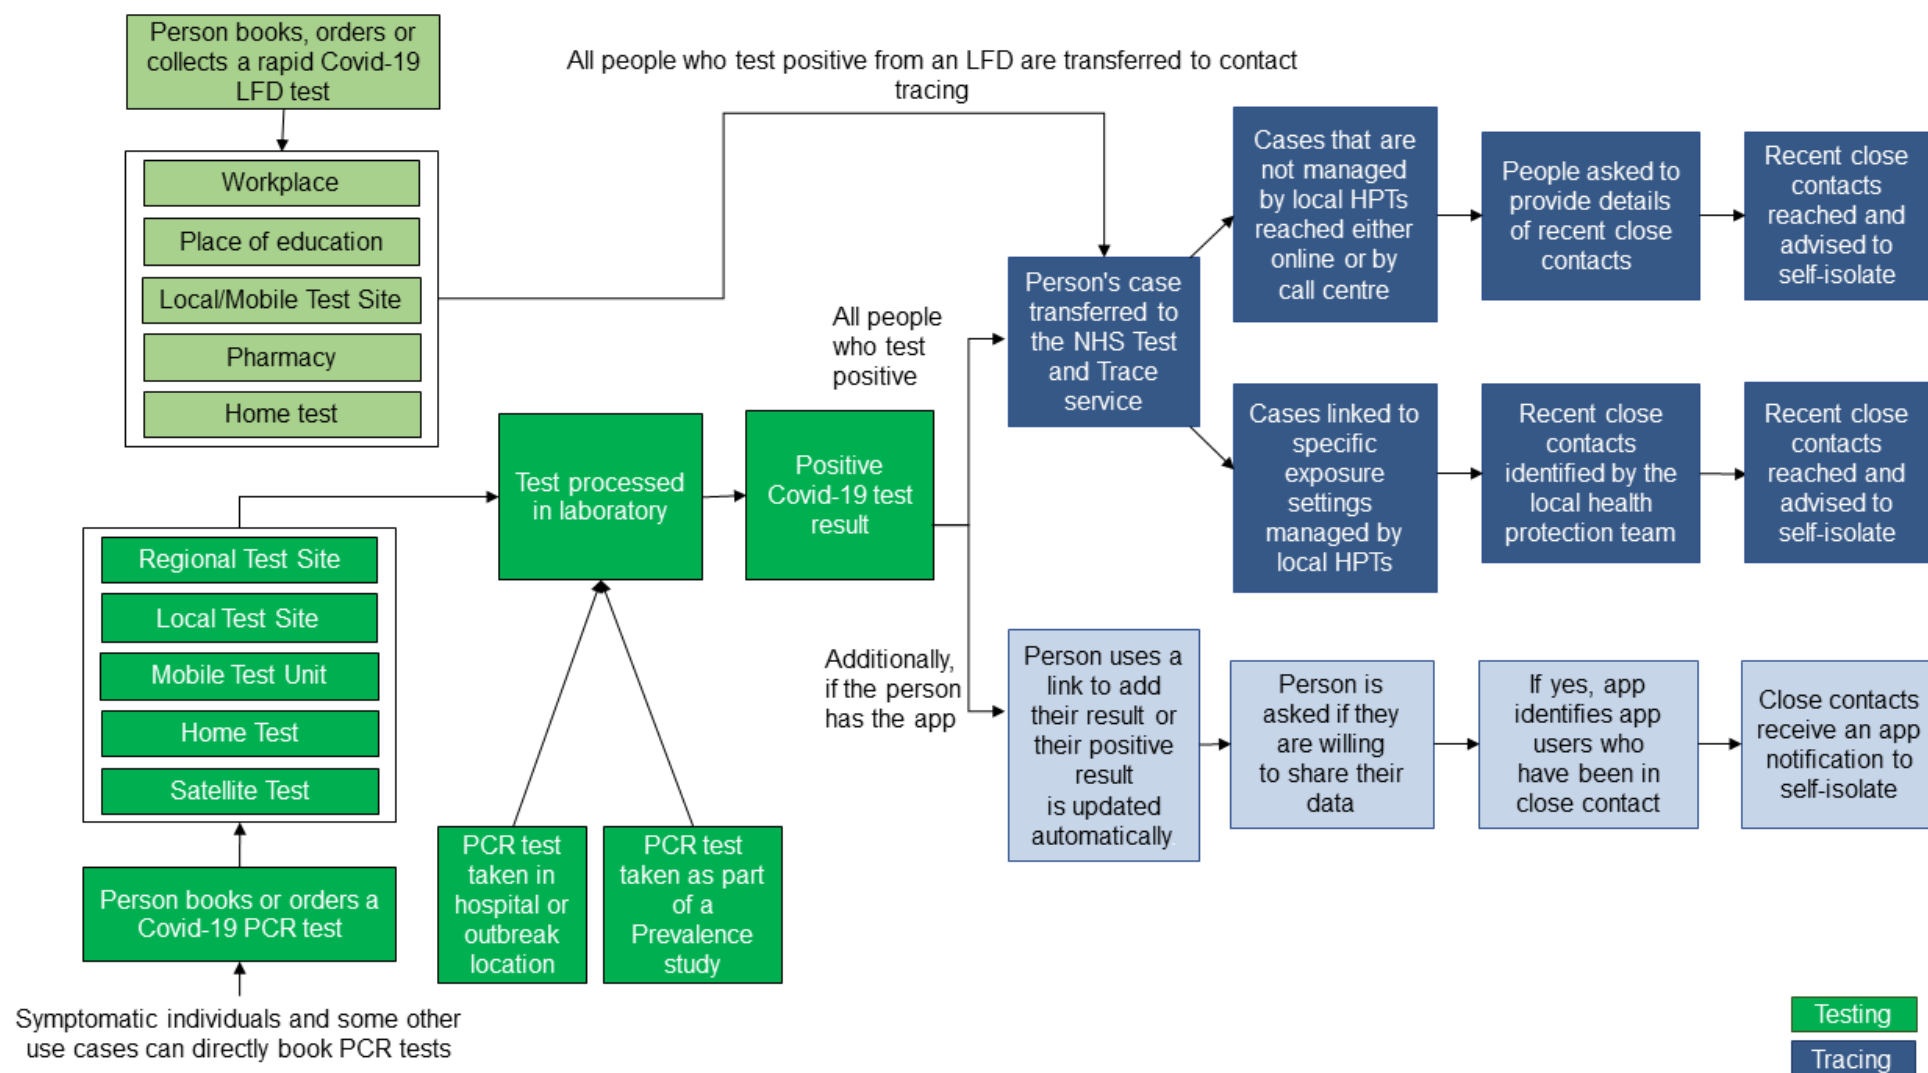 Person books, orders or
collects a rapid Covid-19
LFD test
Workplace
Place of education
Local/Mobile Test Site
Pharmacy
Home test
All people who test positive from an LFD are transferred to contact
tracing
Regional Test Site
Local Test Site
Mobile Test Unit
Home Test
Satellite Test
Person books or orders a
Covid-19 PCR test
Symptomatic individuals and some other
use cases can directly book PCR tests
Test processed
in laboratory
PCR test
taken in
hospital or
outbreak
location
PCR test
taken as part
of a
Prevalence
study
Positive
Covid-19 test
result
All people
who test
positive
Additionally,
if the person
has the app
Person's case
transferred to
the NHS Test
and Trace
service
Cases that are
not managed
by local HPTs
reached either
online or by
call centre
People asked to
provide details
of recent close
contacts
Recent close
contacts
reached and
advised to
self-isolate
Cases linked to
specific
exposure
settings
managed by
local HPTs
Recent close
contacts
identified by the
local health
protection team
Recent close
contacts
reached and
advised to
self-isolate
Person uses a
link to add
their result or
their positive
result
is updated
automatically
Person is
asked if they
are willing
to share their
data
If yes, app
identifies app
users who
have been in
close contact
Close contacts
receive an app
notification to
self-isolate
Testing
Tracing